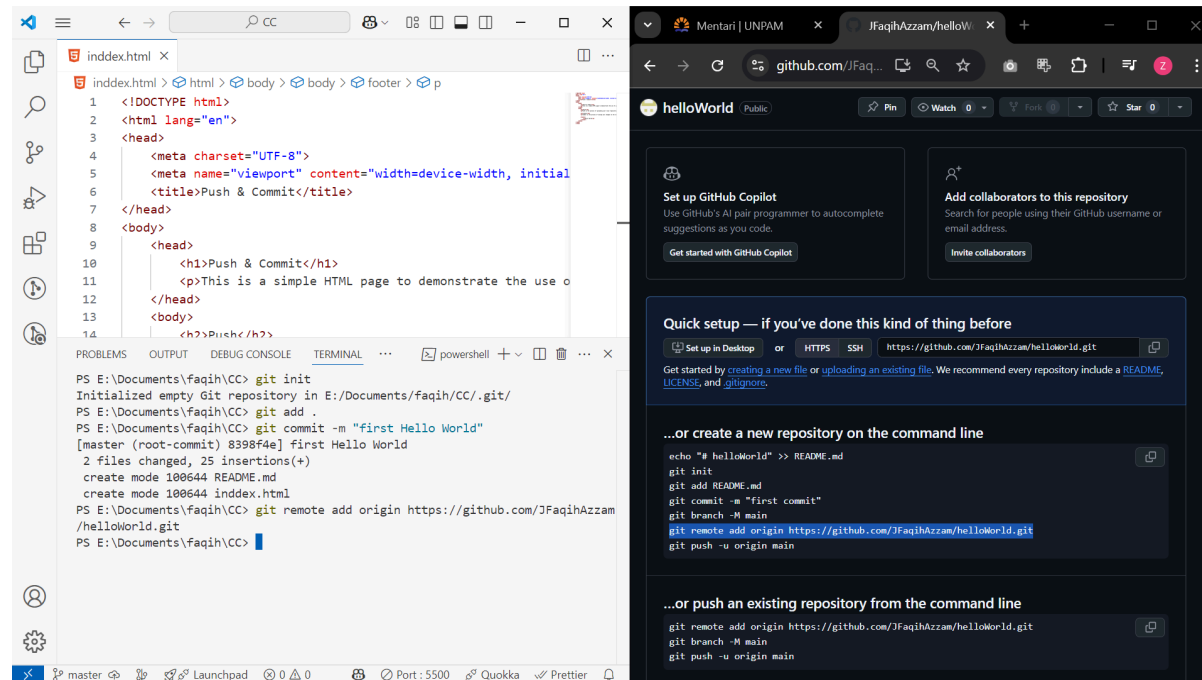 CC
inddex.html
inddex.html > html > body > body > footer > p
1 <!DOCTYPE html>
2 <html lang="en">
3 <head>
4 <meta charset="UTF-8">
5 <meta name="viewport" content="width=device-width, initial
6 <title>Push & Commit</title>
7 </head>
8 <body>
9 <head>
10 <h1>Push & Commit</h1>
11 <p>This is a simple HTML page to demonstrate the use o
12 </head>
13 <body>
14 <h2>Push</h2>
PROBLEMS OUTPUT DEBUG CONSOLE TERMINAL ... powershell
PS E:\Documents\faqih\CC> git init
Initialized empty Git repository in E:/Documents/faqih/CC/.git/
PS E:\Documents\faqih\CC> git add .
PS E:\Documents\faqih\CC> git commit -m "first Hello World"
[master (root-commit) 8398f4e] first Hello World
2 files changed, 25 insertions(+)
create mode 100644 README.md
create mode 100644 inddex.html
PS E:\Documents\faqih\CC> git remote add origin https://github.com/JFaqihAzzam
/helloWorld.git
PS E:\Documents\faqih\CC>
master Launchpad 0 0 Port : 5500 Quokka Prettier
Mentari | UNPAM
JFaqihAzzam/helloW
github.com/JFaq...
Z
helloWorld Public Pin Watch 0 Fork 0 Star 0
Set up GitHub Copilot
Use GitHub's AI pair programmer to autocomplete
suggestions as you code.
Get started with GitHub Copilot
Add collaborators to this repository
Search for people using their GitHub username or
email address.
Invite collaborators
Quick setup — if you've done this kind of thing before
Set up in Desktop or HTTPS SSH https://github.com/JFaqihAzzam/helloWorld.git
Get started by creating a new file or uploading an existing file. We recommend every repository include a README,
LICENSE, and .gitignore.
...or create a new repository on the command line
echo "# helloWorld" >> README.md
git init
git add README.md
git commit -m "first commit"
git branch -M main
git remote add origin https://github.com/JFaqihAzzam/helloWorld.git
git push -u origin main
...or push an existing repository from the command line
git remote add origin https://github.com/JFaqihAzzam/helloWorld.git
git branch -M main
git push -u origin main